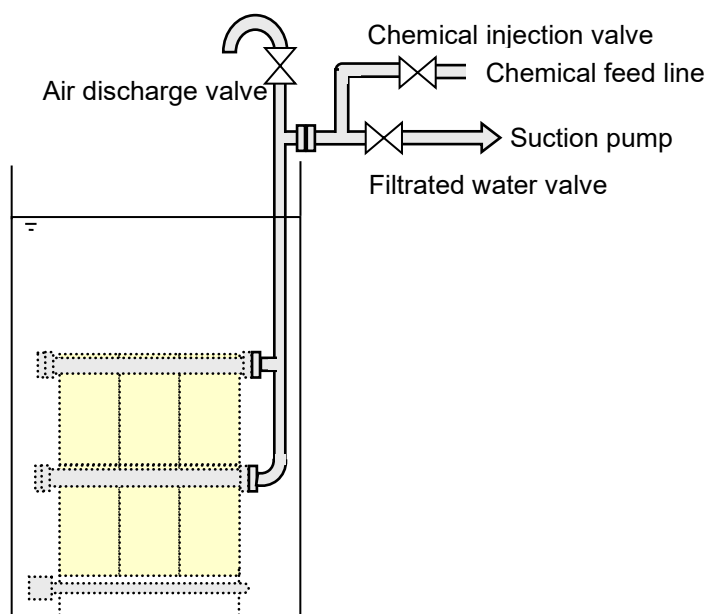 Chemical injection valve
Chemical feed line
Air discharge valve
Suction pump
Filtrated water valve